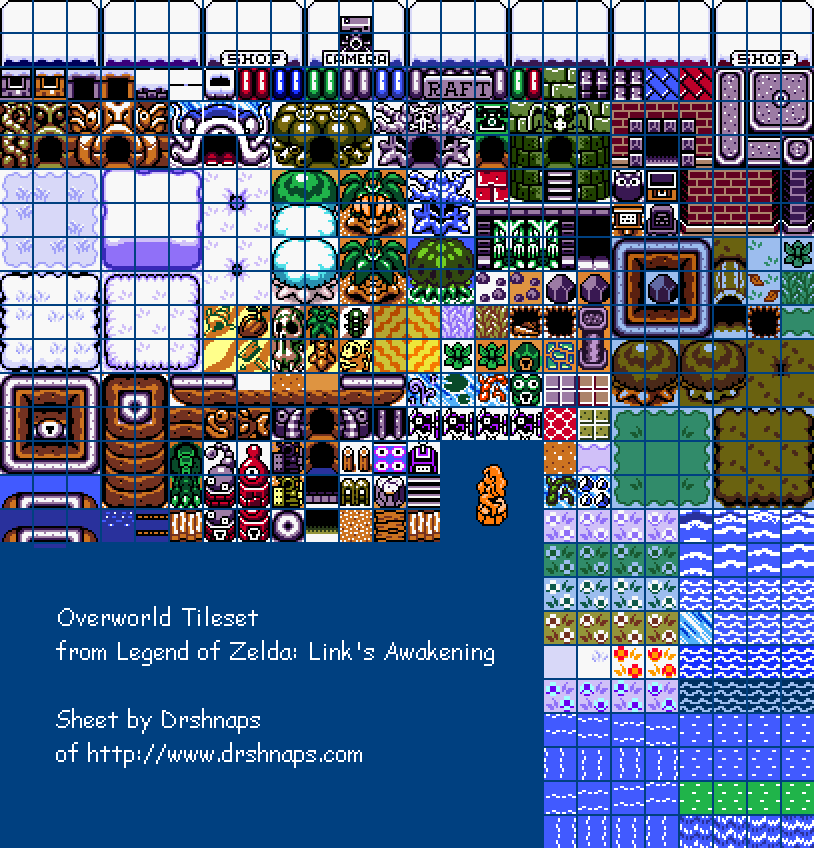 SHOP CAMERA SHOP
RAFT
Overworld Tileset
from Legend of Zelda: Link's Awakening
Sheet by Drshnaps
of http://www.drshnaps.com